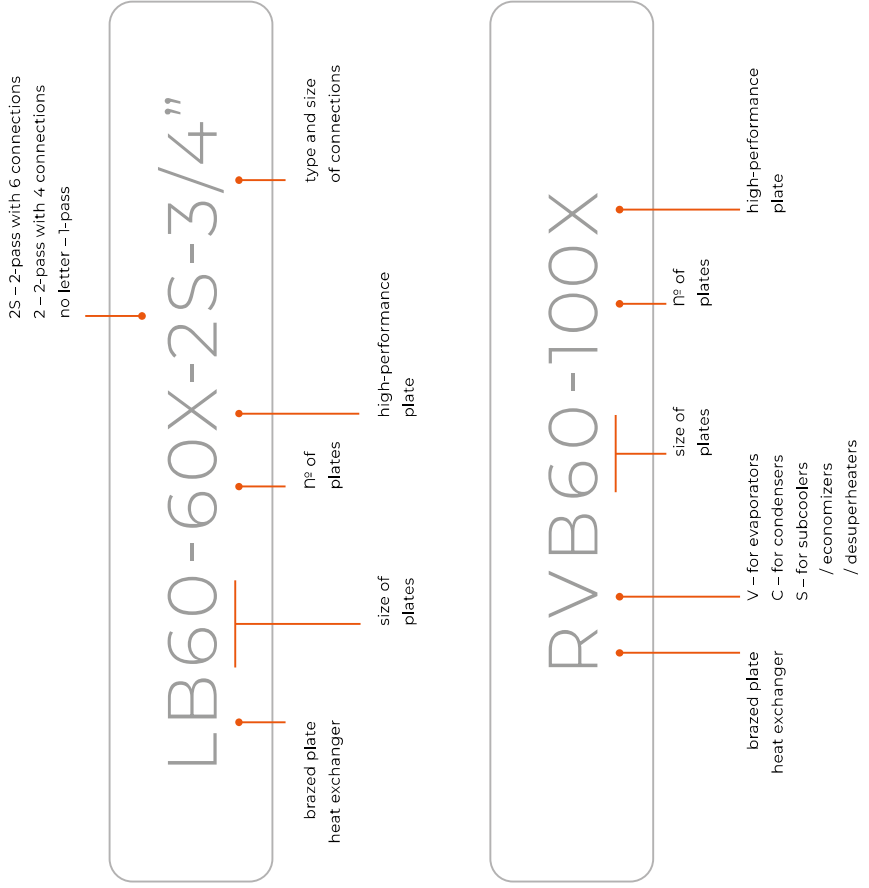 2S – 2-pass with 6 connections
2 – 2-pass with 4 connections
no letter – 1-pass
LB60-60X-2S-3/4”
brazed plate
heat exchanger
size of
plates
nº of
plates
high-performance
plate
type and size
of connections
RVB60-100X
brazed plate
heat exchanger
V – for evaporators
C – for condensers
S – for subcoolers
/ economizers
/ desuperheaters
size of
plates
nº of
plates
high-performance
plate